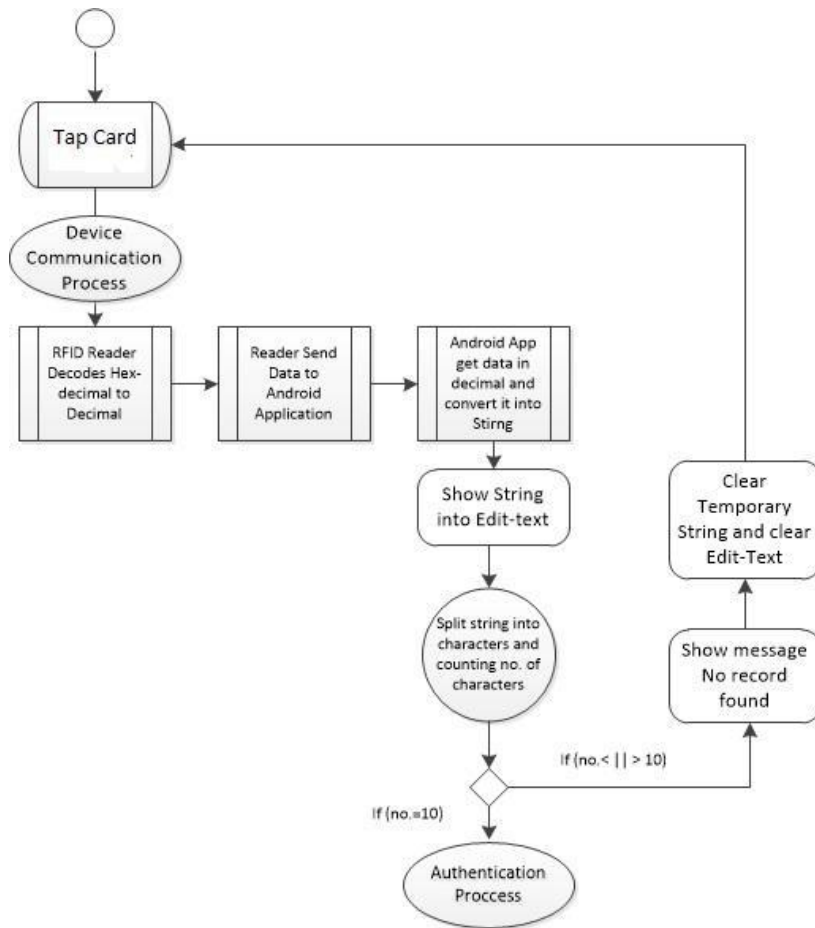 Tap Card
Device
Communication
Process
RFID Reader
Decodes Hex-
decimal to
Decimal
Reader Send
Data to
Android
Application
Android App
get data in
decimal and
convert it into
Stirng
Show String
into Edit-text
Split string into
characters and
counting no. of
characters
If (no.=10)
If (no.< || > 10)
Authentication
Proccess
Show message
No record
found
Clear
Temporary
String and clear
Edit-Text